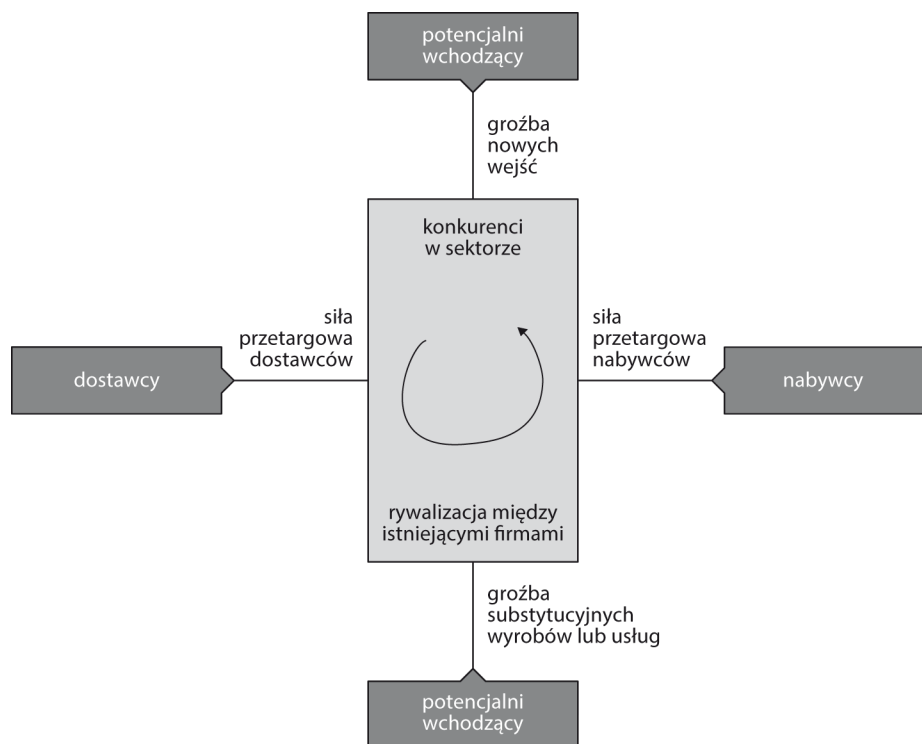 potencjalni
wchodzący
groźba
nowych
wejść
konkurenci
w sektorze
siła
przetargowa
dostawców
siła
przetargowa
nabywców
dostawcy
nabywcy
rywalizacja między
istniejącymi firmami
groźba
substytucyjnych
wyrobów lub usług
potencjalni
wchodzący